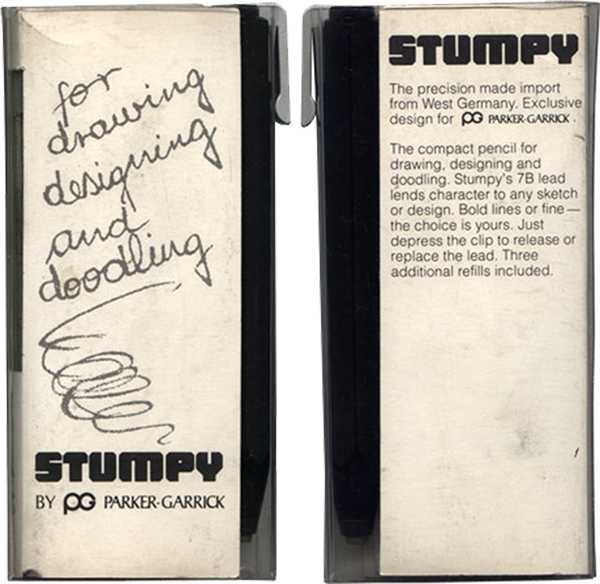 for
drawing
designing
and
doodling
STUMPY
BY PG PARKER-GARRICK
STUMPY
The precision made import
from West Germany. Exclusive
design for PG PARKER-GARRICK.
The compact pencil for
drawing, designing and
doodling. Stumpy's 7B lead
lends character to any sketch
or design. Bold lines or fine—
the choice is yours. Just
depress the clip to release or
replace the lead. Three
additional refills included.